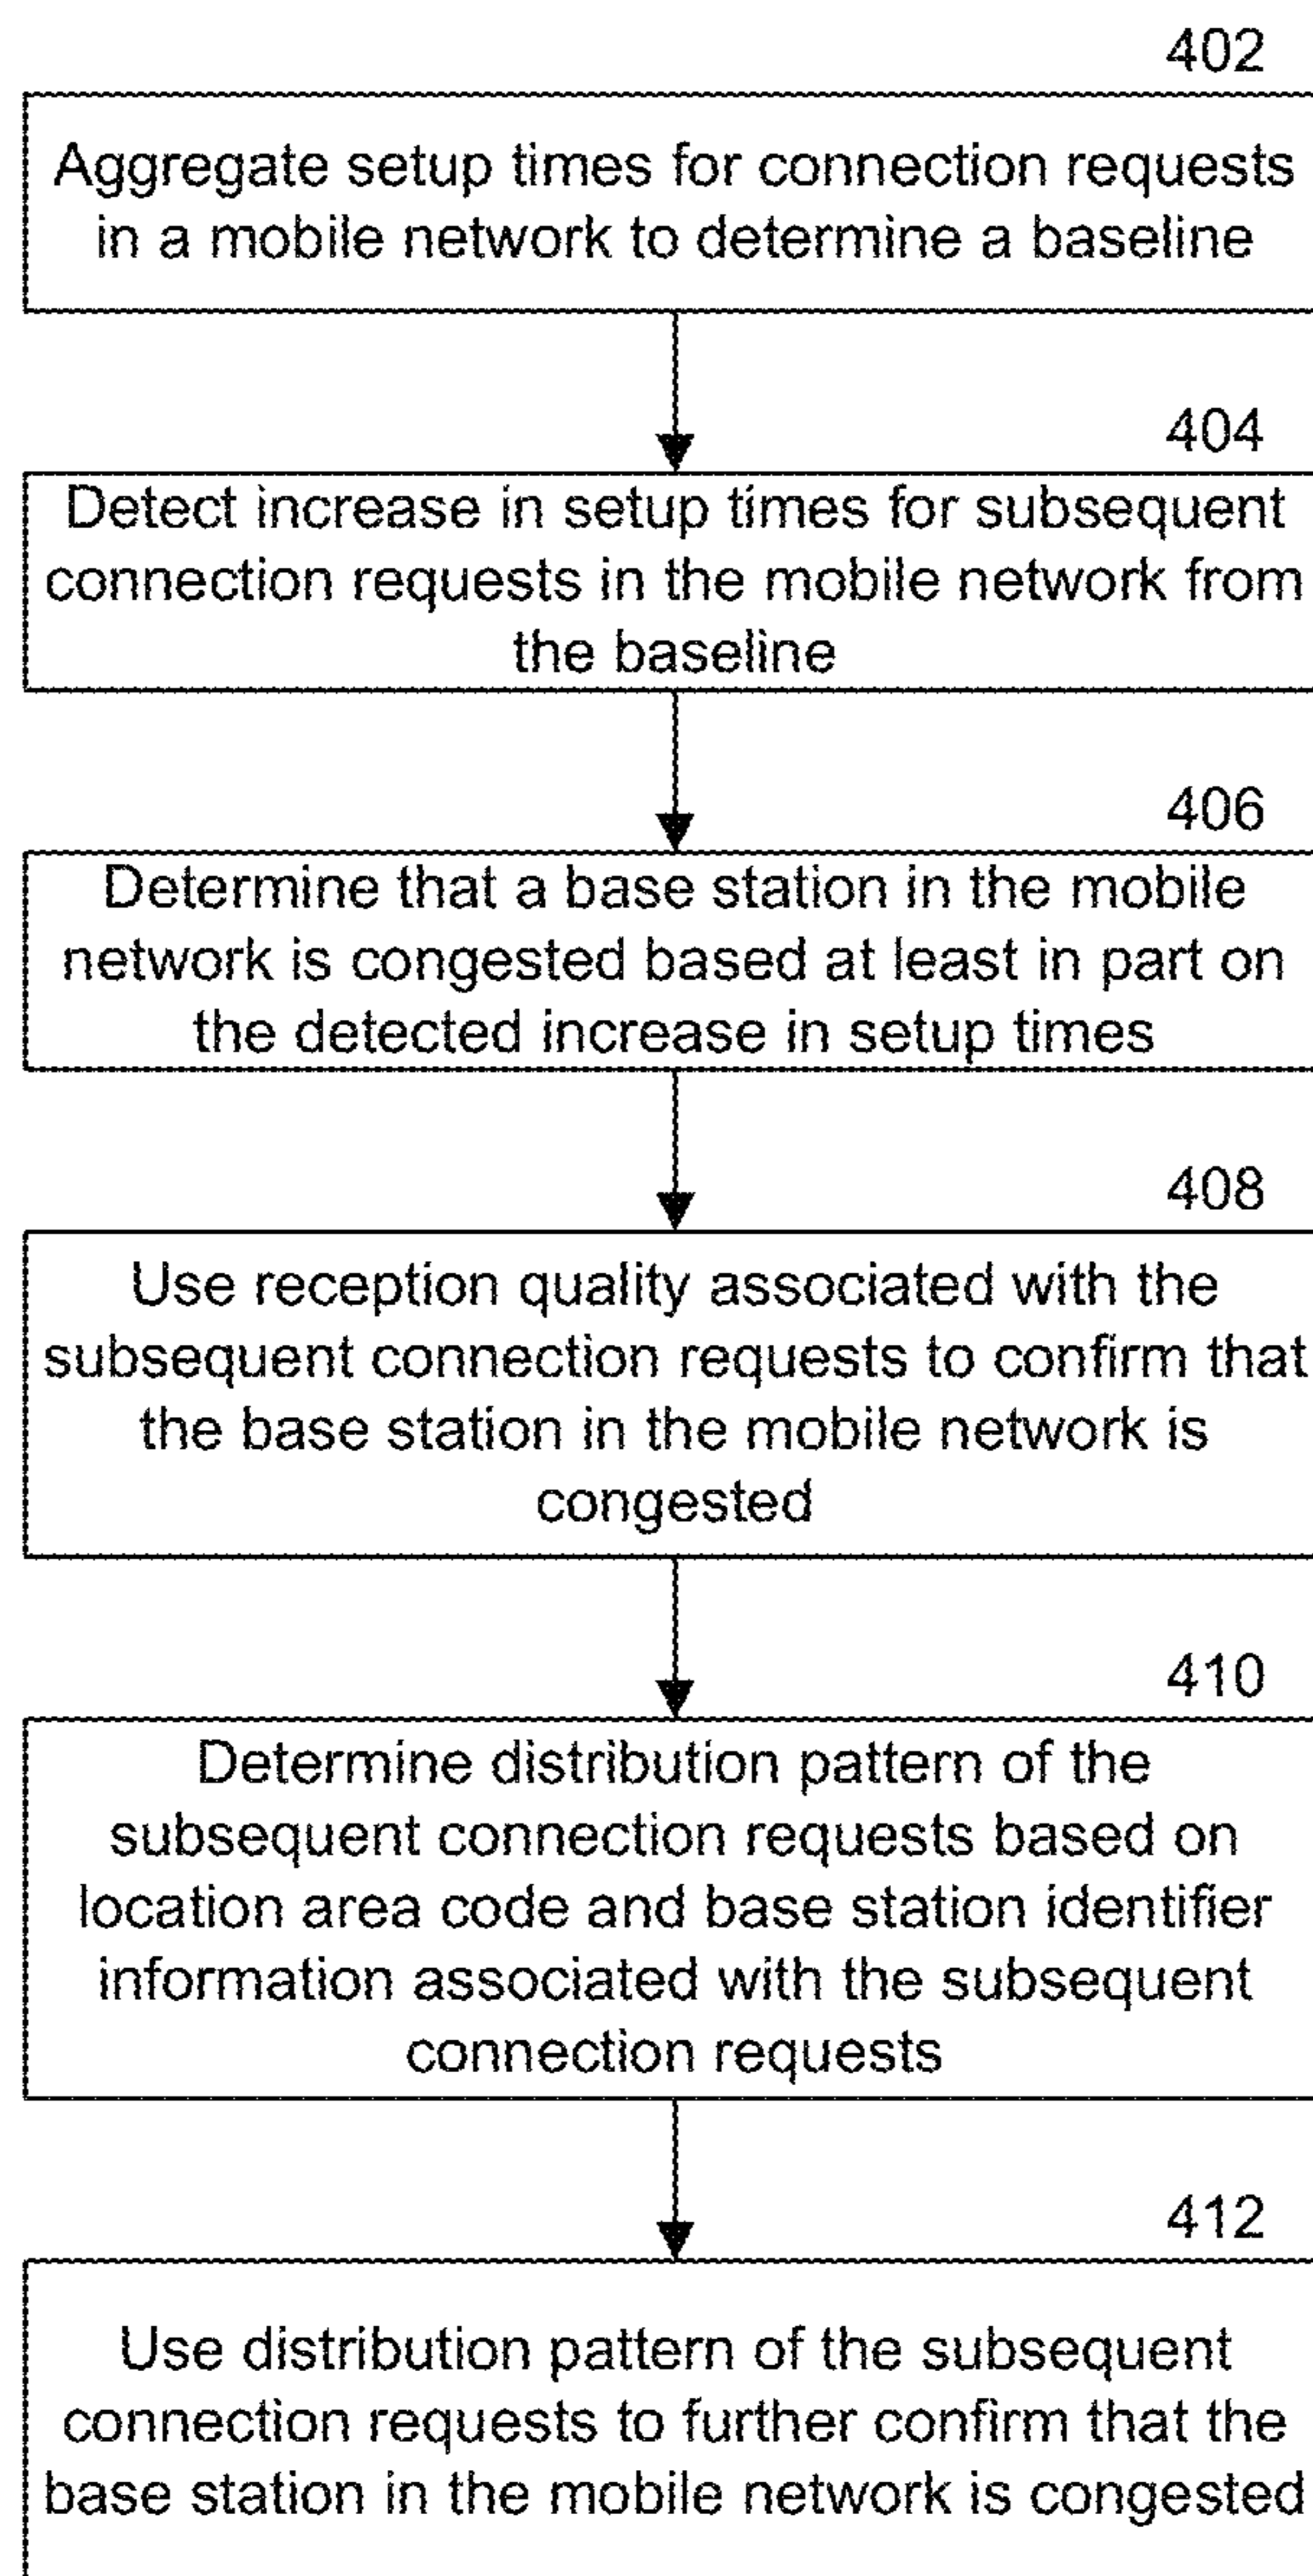 402
Aggregate setup times for connection requests
in a mobile network to determine a baseline
404
Detect increase in setup times for subsequent
connection requests in the mobile network from
the baseline
406
Determine that a base station in the mobile
network is congested based at least in part on
the detected increase in setup times
408
Use reception quality associated with the
subsequent connection requests to confirm that
the base station in the mobile network is
congested
410
Determine distribution pattern of the
subsequent connection requests based on
location area code and base station identifier
information associated with the subsequent
connection requests
412
Use distribution pattern of the subsequent
connection requests to further confirm that the
base station in the mobile network is congested